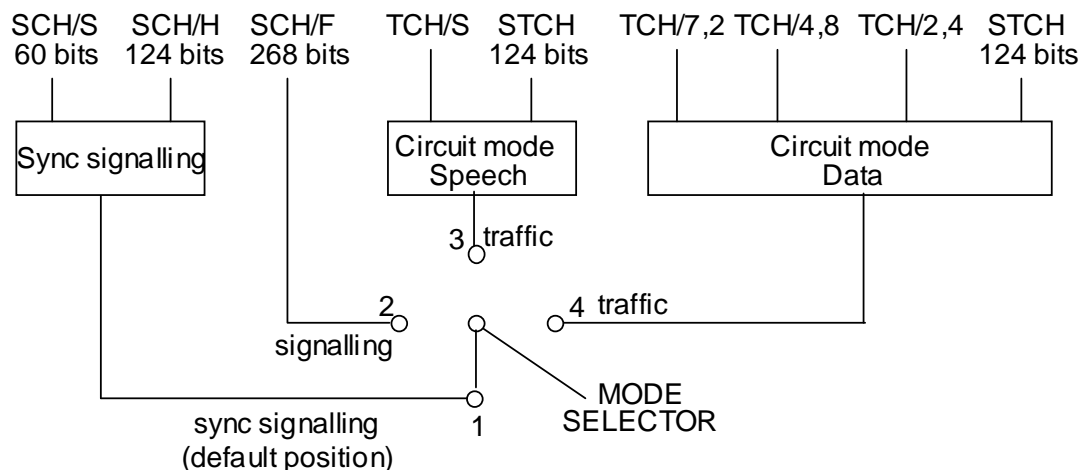 SCH/S SCH/H SCH/F TCH/S STCH TCH/7,2 TCH/4,8 TCH/2,4 STCH
60 bits 124 bits 268 bits 124 bits 124 bits
Sync signalling
Circuit mode
Speech
Circuit mode
Data
3 traffic
2
signalling
4 traffic
1
sync signalling
(default position)
MODE
SELECTOR